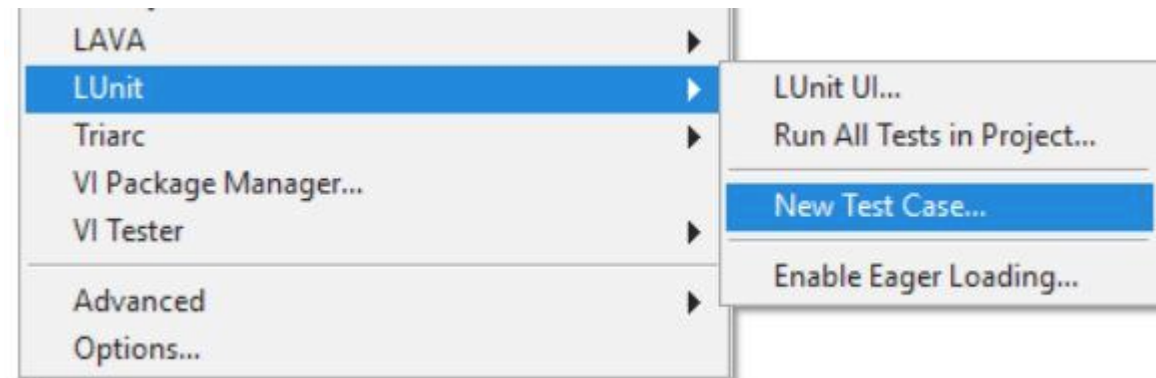 LAVA
LUnit
Triarc
VI Package Manager...
VI Tester
Advanced
Options...
LUnit UI...
Run All Tests in Project...
New Test Case...
Enable Eager Loading...